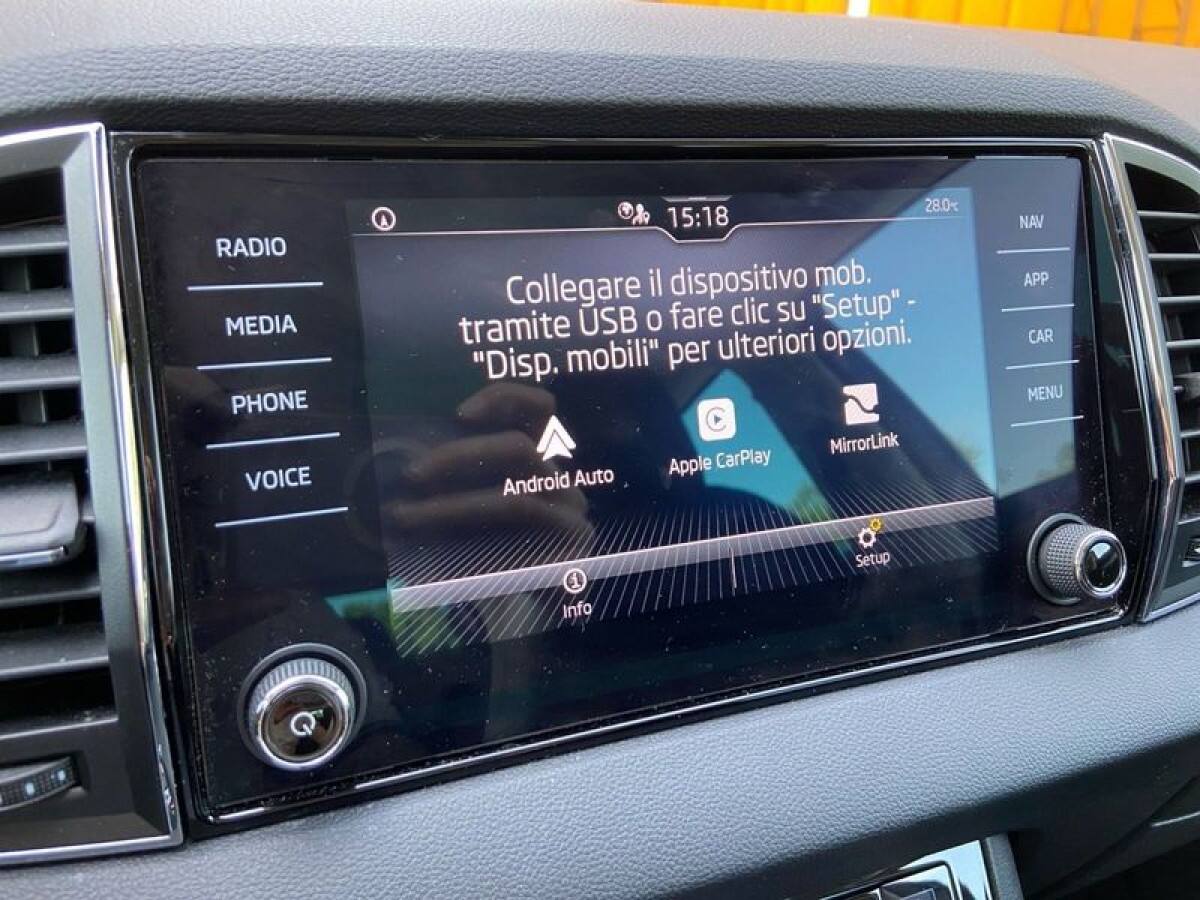 15:18
28.0°C
RADIO
MEDIA
PHONE
VOICE
Collegare il dispositivo mob.
tramite USB o fare clic su "Setup" -
"Disp. mobili" per ulteriori opzioni.
Android Auto
Apple CarPlay
MirrorLink
Info
Setup
NAV
APP
CAR
MENU